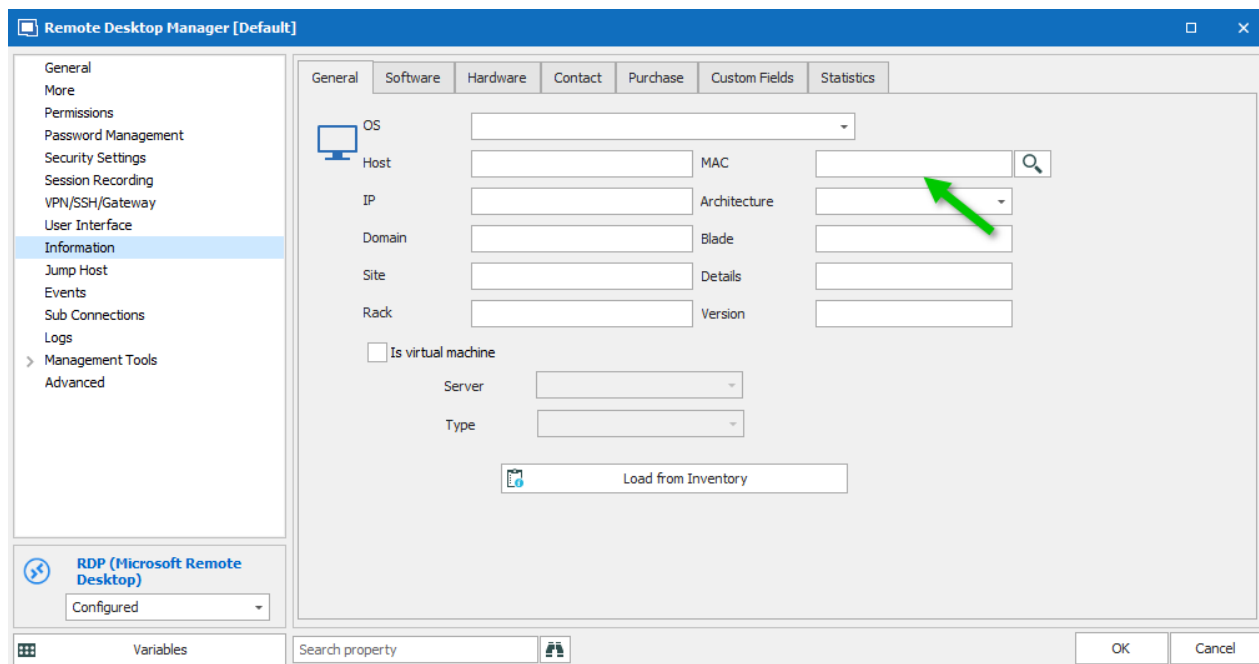 Remote Desktop Manager [Default]
General
More
Permissions
Password Management
Security Settings
Session Recording
VPN/SSH/Gateway
User Interface
Information
Jump Host
Events
Sub Connections
Logs
Management Tools
Advanced
RDP (Microsoft Remote
Desktop)
Configured
Variables
General Software Hardware Contact Purchase Custom Fields Statistics
OS
Host MAC
IP Architecture
Domain Blade
Site Details
Rack Version
Is virtual machine
Server
Type
Load from Inventory
Search property
OK Cancel